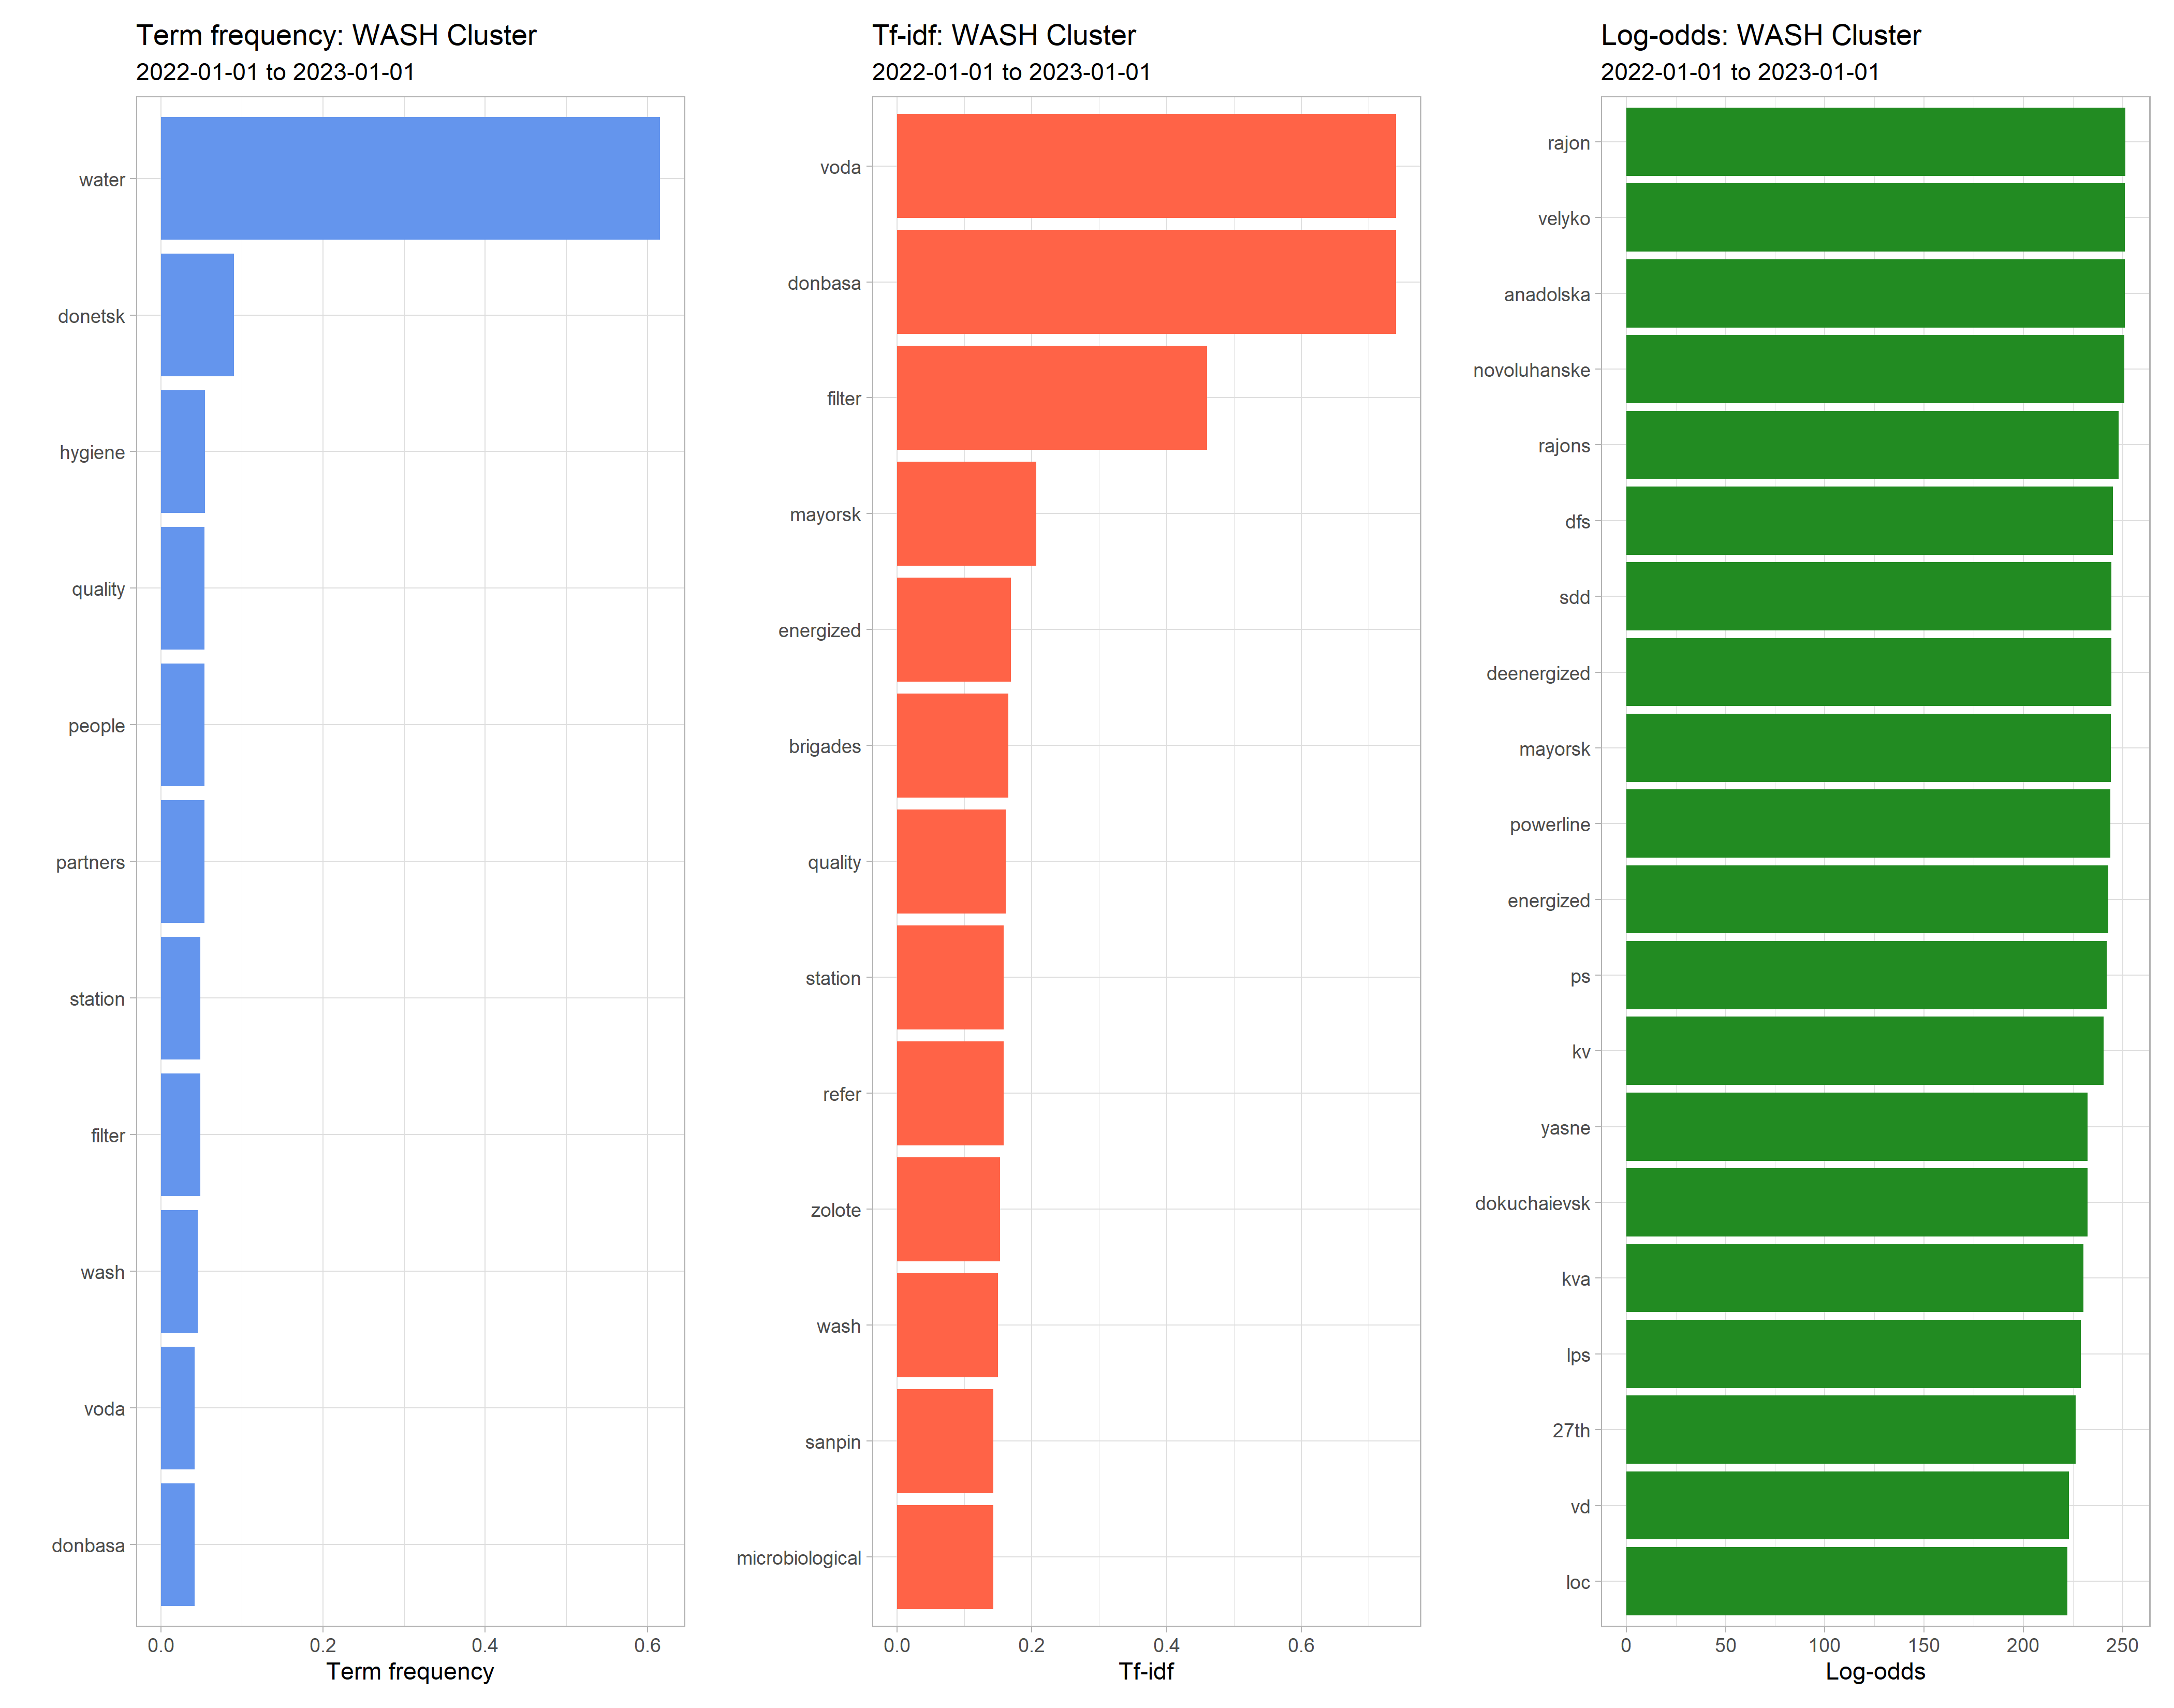 Term frequency: WASH Cluster
2022-01-01 to 2023-01-01
water
donetsk
hygiene
quality
people
partners
station
filter
wash
voda
donbasa
0.0 0.2 0.4 0.6
Term frequency
Tf-idf: WASH Cluster
2022-01-01 to 2023-01-01
voda
donbasa
filter
mayorsk
energized
brigades
quality
station
refer
zolote
wash
sanpin
microbiological
0.0 0.2 0.4 0.6
Tf-idf
Log-odds: WASH Cluster
2022-01-01 to 2023-01-01
rajon
velyko
anadolska
novoluhanske
rajons
dfs
sdd
deenergized
mayorsk
powerline
energized
ps
kv
yasne
dokuchaievsk
kva
lps
27th
vd
loc
0 50 100 150 200 250
Log-odds